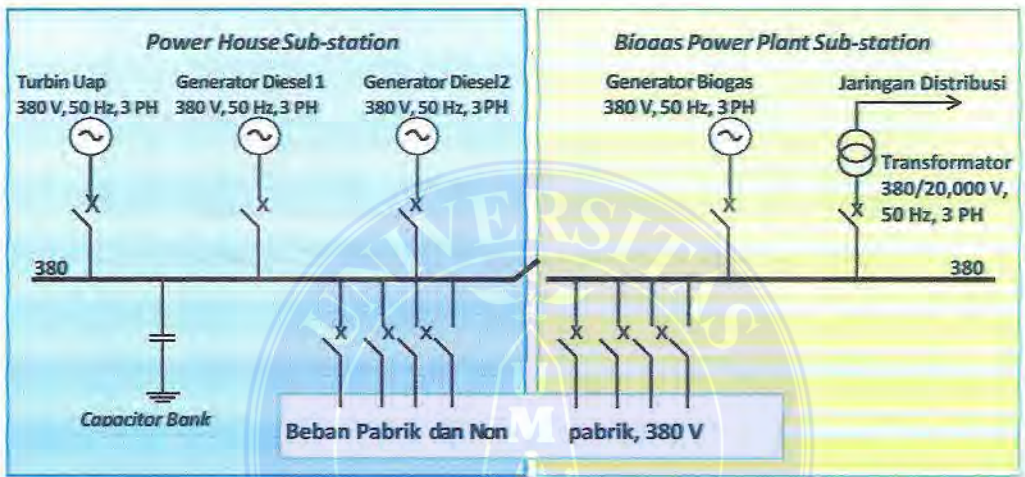 Power House Sub-station
Bioaas Power Plant Sub-station
Turbin Uap
380 V, 50 Hz, 3 PH
Generator Diesel 1
380 V, 50 Hz, 3 PH
Generator Diesel2
380 V, 50 Hz, 3 PH
Generator Biogas
380 V, 50 Hz, 3 PH
Jaringan Distribusi
Transformator
380/20,000 V,
50 Hz, 3 PH
380
380
Capacitor Bank
Beban Pabrik dan Non pabrik, 380 V
UNIVERSITAS